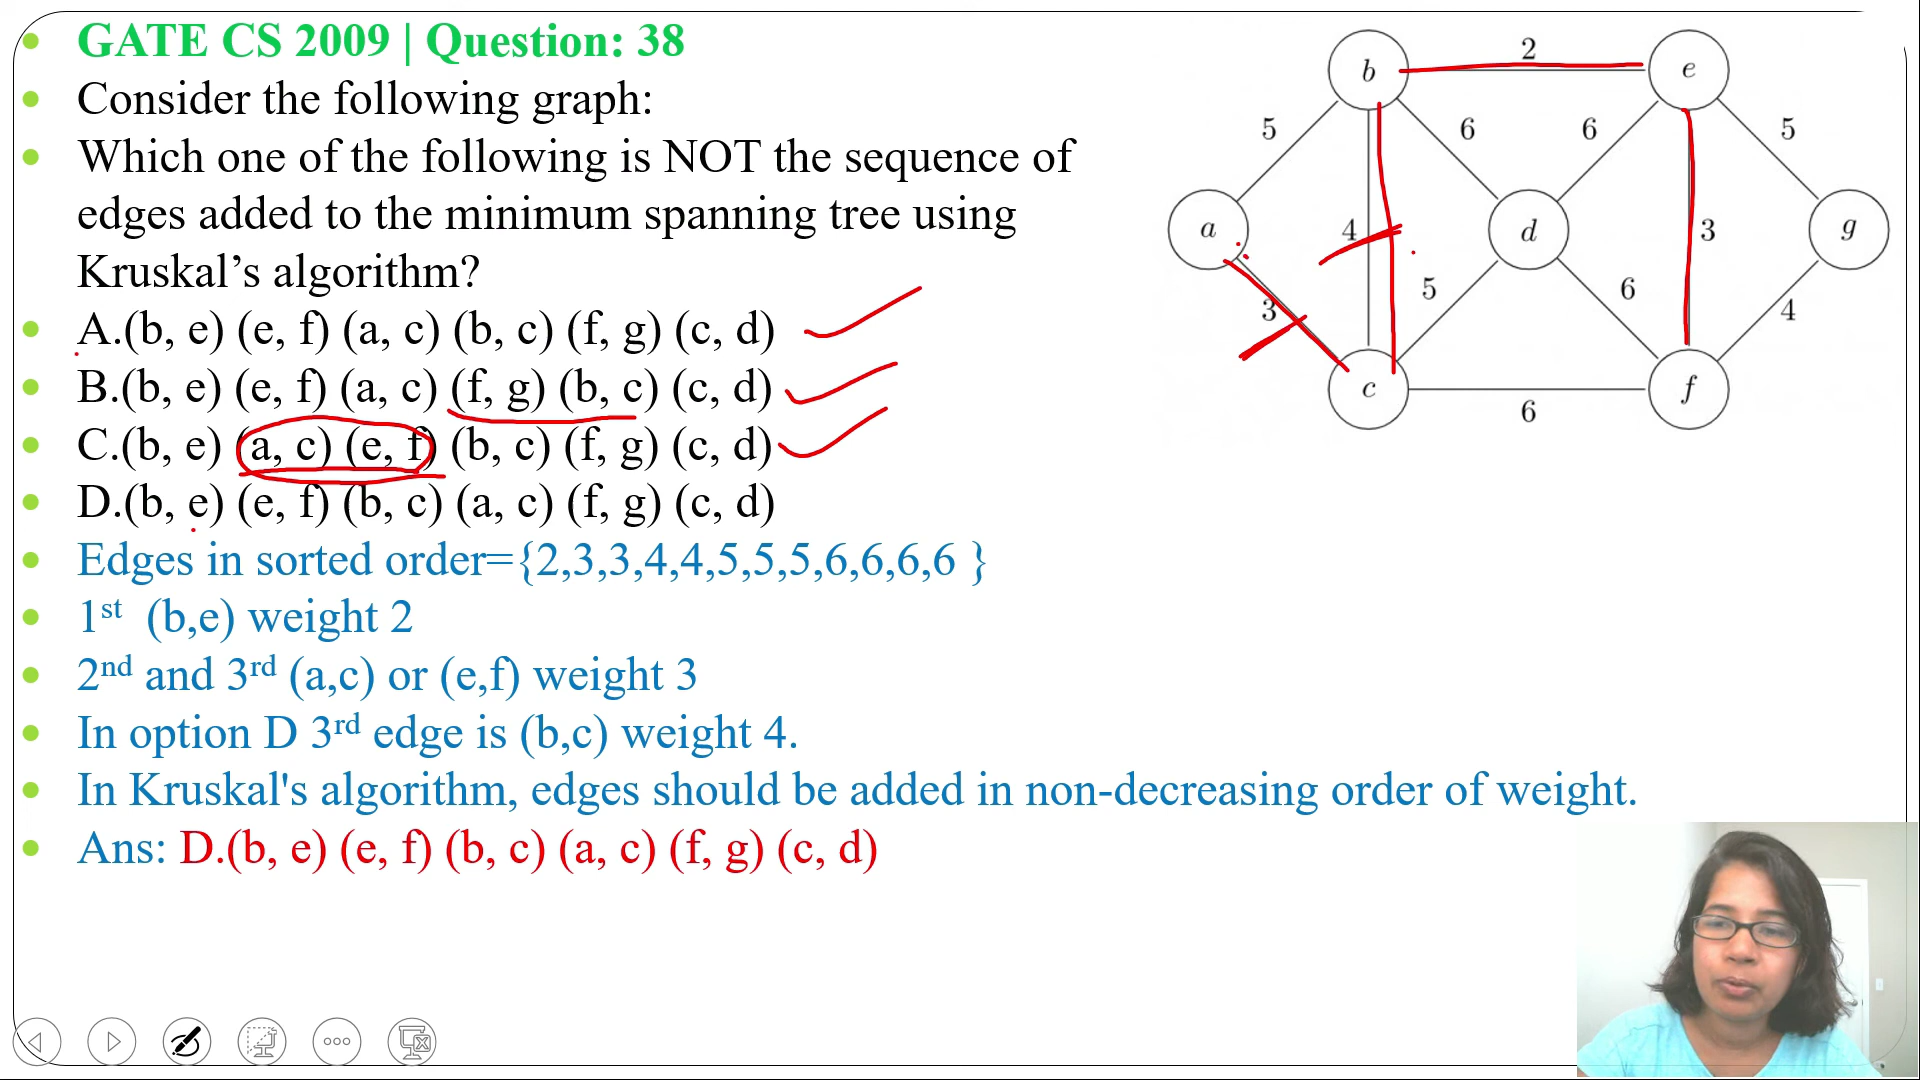 GATE CS 2009 | Question: 38
Consider the following graph:
Which one of the following is NOT the sequence of
edges added to the minimum spanning tree using
Kruskal’s algorithm?
A.(b, e) (e, f) (a, c) (b, c) (f, g) (c, d)
B.(b, e) (e, f) (a, c) (f, g) (b, c) (c, d)
C.(b, e) (a, c) (e, f) (b, c) (f, g) (c, d)
D.(b, e) (e, f) (b, c) (a, c) (f, g) (c, d)
Edges in sorted order={2,3,3,4,4,5,5,5,6,6,6,6 }
1st (b,e) weight 2
2nd and 3rd (a,c) or (e,f) weight 3
In option D 3rd edge is (b,c) weight 4.
In Kruskal's algorithm, edges should be added in non-decreasing order of weight.
Ans: D.(b, e) (e, f) (b, c) (a, c) (f, g) (c, d)
b 2 e
5 6 6 5
a 4 d 3 g
3 5 6 4
c 6 f